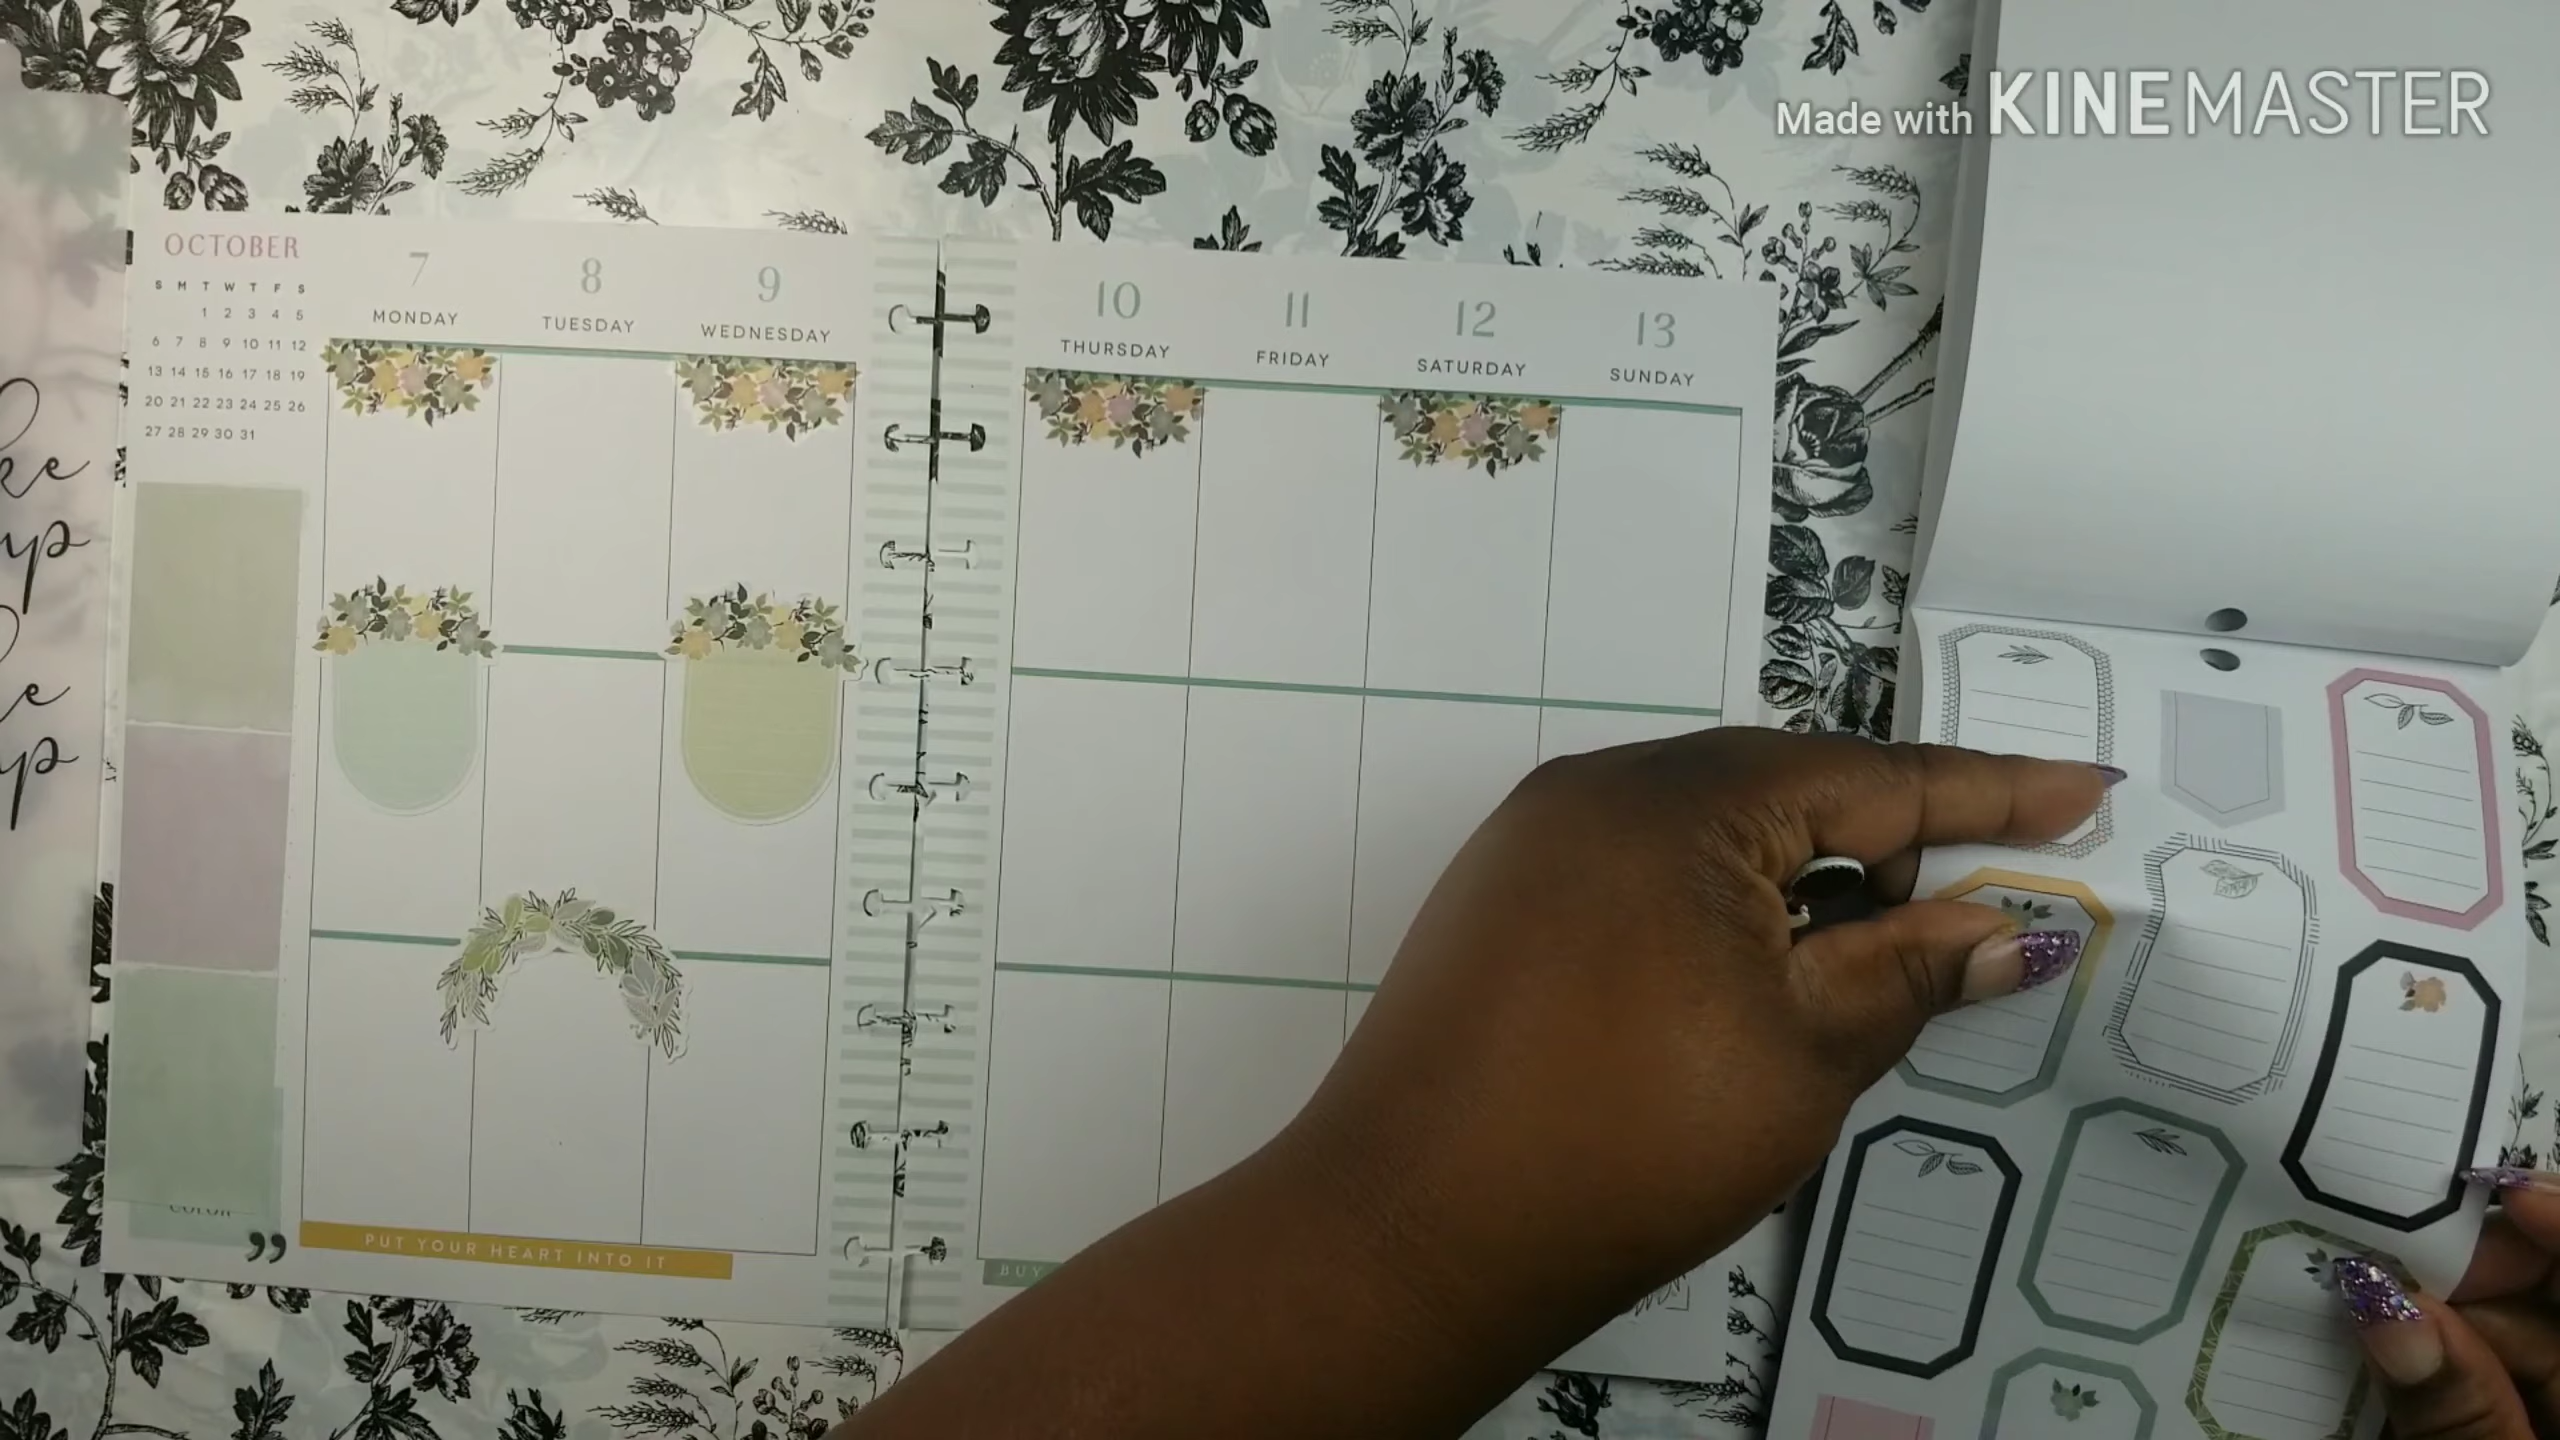 Made with KINEMASTER
OCTOBER
S M T W T F S
1 2 3 4 5
6 7 8 9 10 11 12
13 14 15 16 17 18 19
20 21 22 23 24 25 26
27 28 29 30 31
7
MONDAY
8
TUESDAY
9
WEDNESDAY
10
THURSDAY
11
FRIDAY
12
SATURDAY
13
SUNDAY
COLOR
”
PUT YOUR HEART INTO IT
BUY